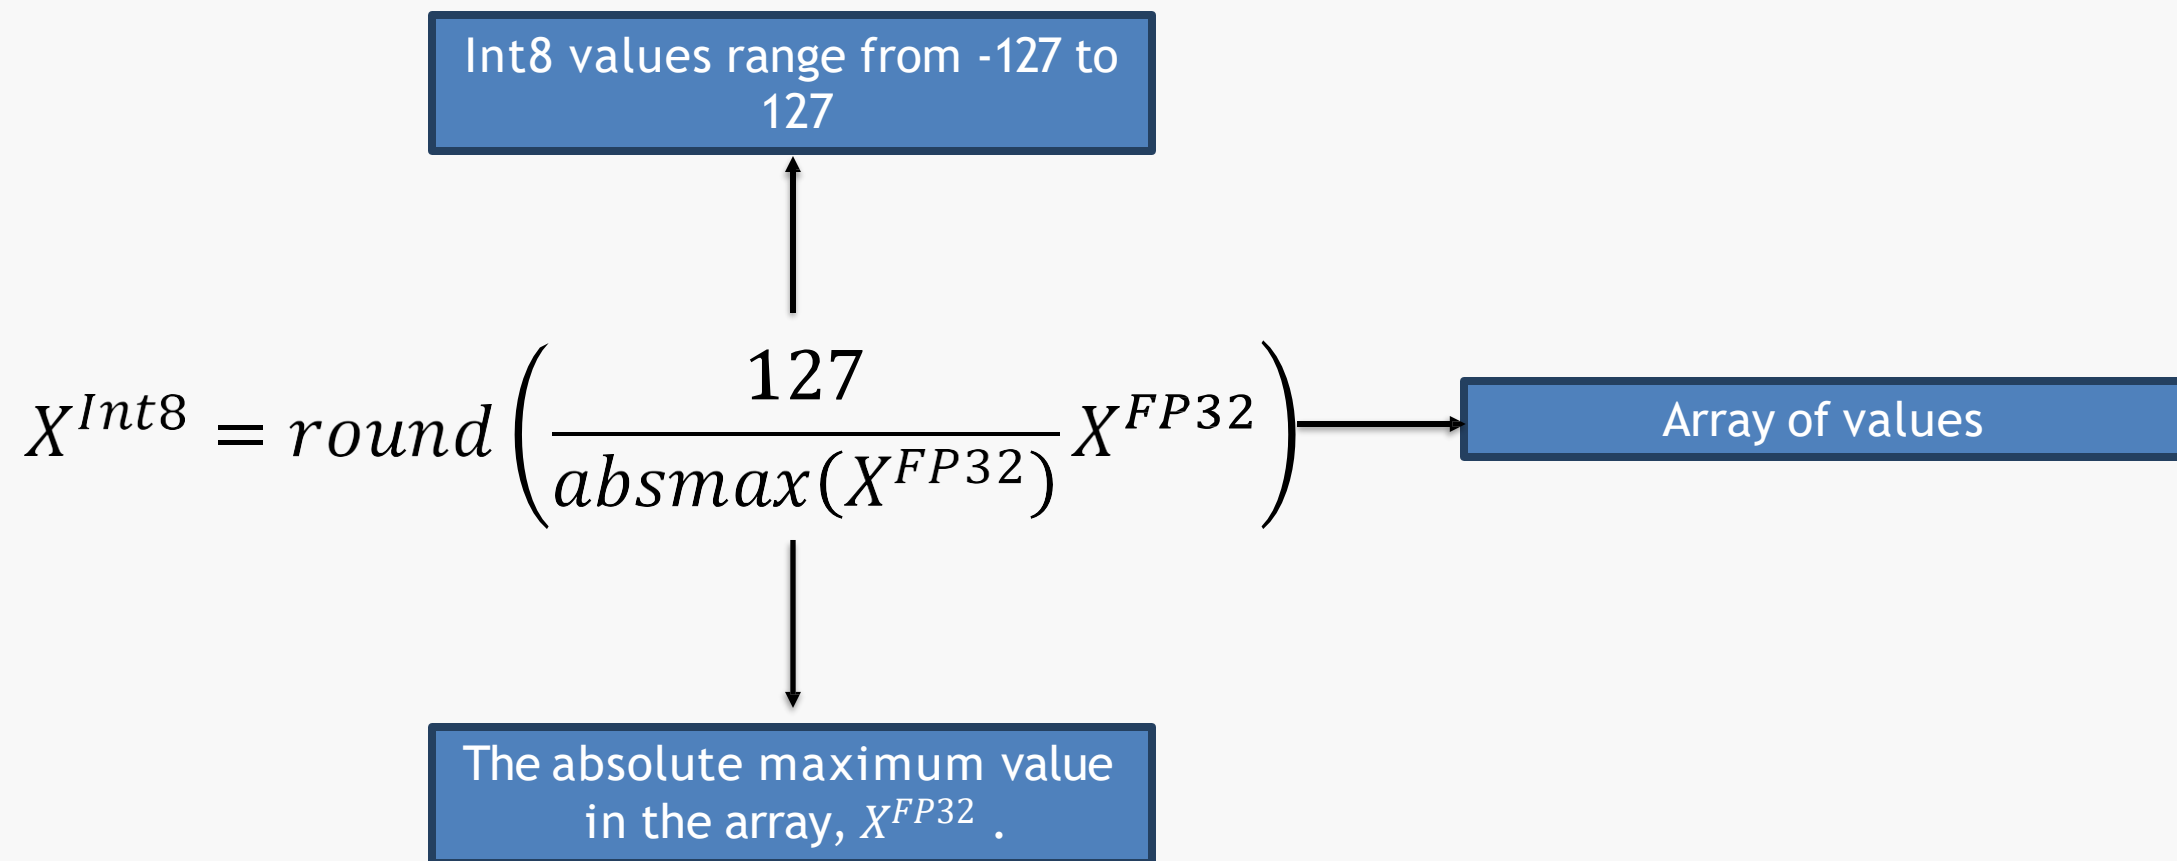 Int8 values range from -127 to
127
X^{Int8} = round(\frac{127}{absmax(X^{FP32})} X^{FP32})
Array of values
The absolute maximum value
in the array, X^{FP32} .